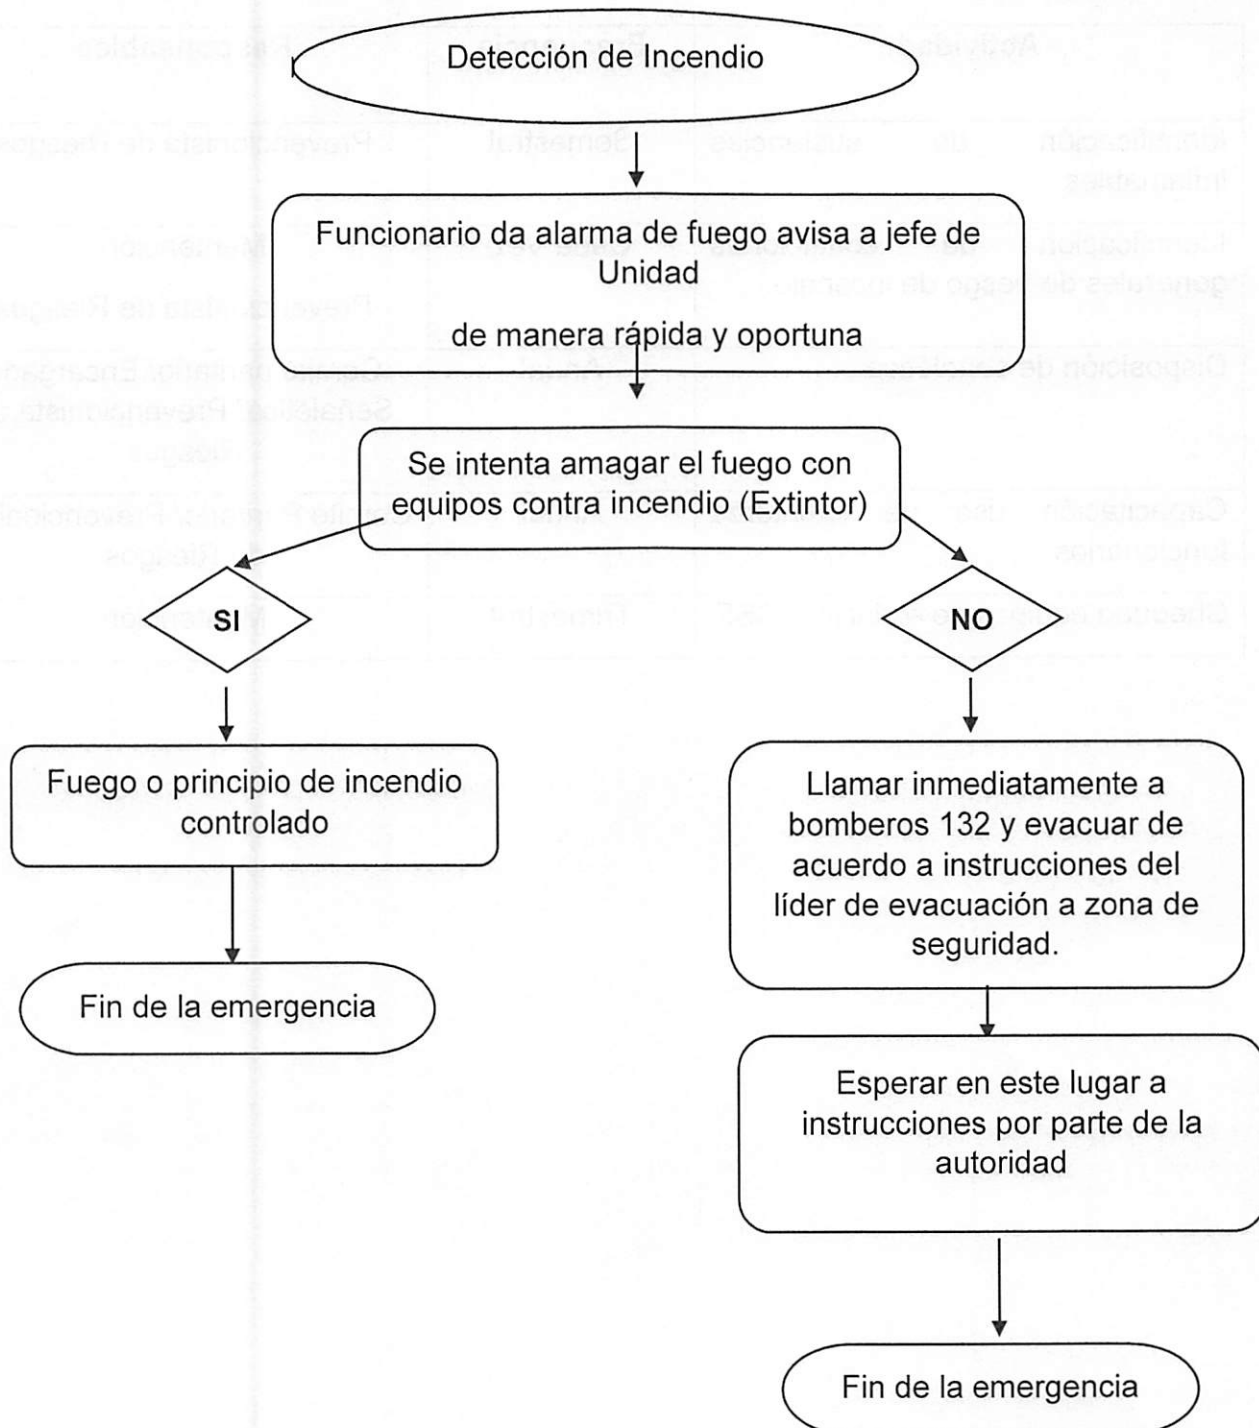 Detección de Incendio
Funcionario da alarma de fuego avisa a jefe de
Unidad
de manera rápida y oportuna
Se intenta amagar el fuego con
equipos contra incendio (Extintor)
SI
NO
Fuego o principio de incendio
controlado
Fin de la emergencia
Llamar inmediatamente a
bomberos 132 y evacuar de
acuerdo a instrucciones del
líder de evacuación a zona de
seguridad.
Esperar en este lugar a
instrucciones por parte de la
autoridad
Fin de la emergencia